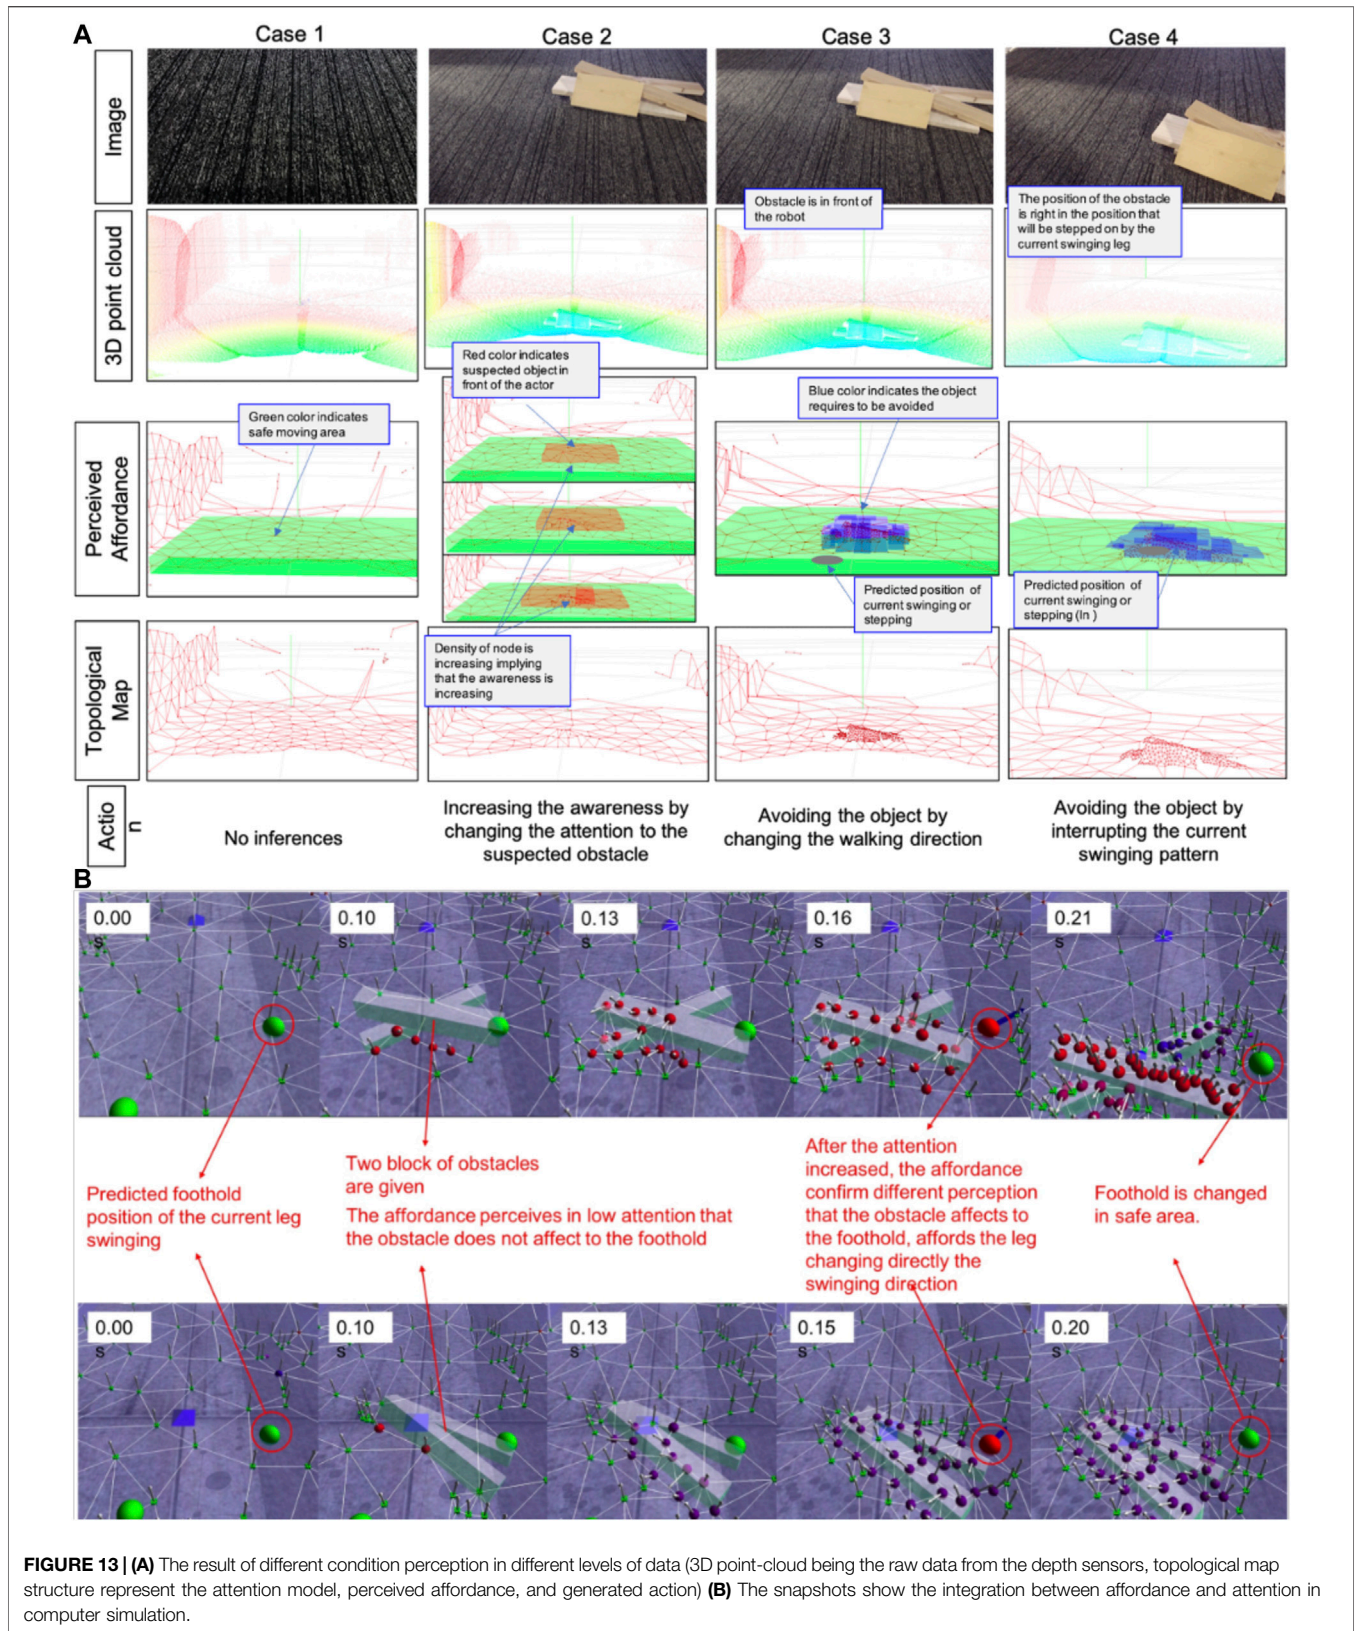 A
Case 1
Case 2
Case 3
Case 4
Image
3D point cloud
Obstacle is in front of
the robot
The position of the obstacle
is right in the position that
will be stepped on by the
current swinging leg
Perceived
Affordance
Green color indicates
safe moving area
Red color indicates
suspected object in
front of the actor
Blue color indicates the object
requires to be avoided
Density of node is
increasing implying
that the awareness is
increasing
Predicted position of
current swinging or
stepping
Predicted position of
current swinging or
stepping (ln )
Topological
Map
Actio
n
No inferences
Increasing the awareness by
changing the attention to the
suspected obstacle
Avoiding the object by
changing the walking direction
Avoiding the object by
interrupting the current
swinging pattern
B
0.00
s
0.10
s
0.13
s
0.16
s
0.21
s
Predicted foothold
position of the current leg
swinging
Two block of obstacles
are given
The affordance perceives in low attention that
the obstacle does not affect to the foothold
After the attention
increased, the affordance
confirm different perception
that the obstacle affects to
the foothold, affords the leg
changing directly the
swinging direction
Foothold is changed
in safe area.
0.00
s
0.10
s
0.13
s
0.15
s
0.20
s
FIGURE 13 | (A) The result of different condition perception in different levels of data (3D point-cloud being the raw data from the depth sensors, topological map
structure represent the attention model, perceived affordance, and generated action) (B) The snapshots show the integration between affordance and attention in
computer simulation.